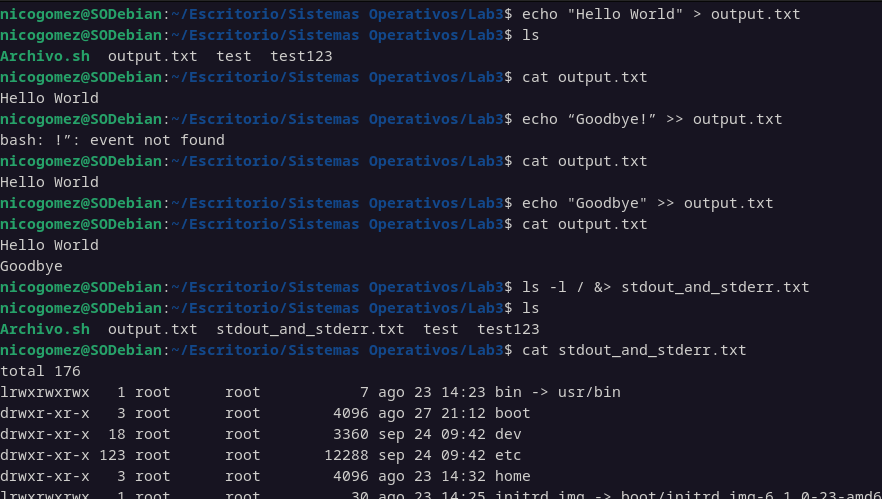 nicogomez@SODebian:~/Escritorio/Sistemas Operativos/Lab3$ echo "Hello World" > output.txt
nicogomez@SODebian:~/Escritorio/Sistemas Operativos/Lab3$ ls
Archivo.sh  output.txt  test  test123
nicogomez@SODebian:~/Escritorio/Sistemas Operativos/Lab3$ cat output.txt
Hello World
nicogomez@SODebian:~/Escritorio/Sistemas Operativos/Lab3$ echo “Goodbye!” >> output.txt
bash: !”: event not found
nicogomez@SODebian:~/Escritorio/Sistemas Operativos/Lab3$ cat output.txt
Hello World
nicogomez@SODebian:~/Escritorio/Sistemas Operativos/Lab3$ echo "Goodbye" >> output.txt
nicogomez@SODebian:~/Escritorio/Sistemas Operativos/Lab3$ cat output.txt
Hello World
Goodbye
nicogomez@SODebian:~/Escritorio/Sistemas Operativos/Lab3$ ls -l / &> stdout_and_stderr.txt
nicogomez@SODebian:~/Escritorio/Sistemas Operativos/Lab3$ ls
Archivo.sh  output.txt  stdout_and_stderr.txt  test  test123
nicogomez@SODebian:~/Escritorio/Sistemas Operativos/Lab3$ cat stdout_and_stderr.txt
total 176
lrwxrwxrwx   1 root      root           7 ago 23 14:23 bin -> usr/bin
drwxr-xr-x   3 root      root        4096 ago 27 21:12 boot
drwxr-xr-x  18 root      root        3360 sep 24 09:42 dev
drwxr-xr-x 123 root      root       12288 sep 24 09:42 etc
drwxr-xr-x   3 root      root        4096 ago 23 14:32 home
lrwxrwxrwx   1 root      root          30 ago 23 14:25 initrd.img -> boot/initrd.img-6.1.0-23-amd6